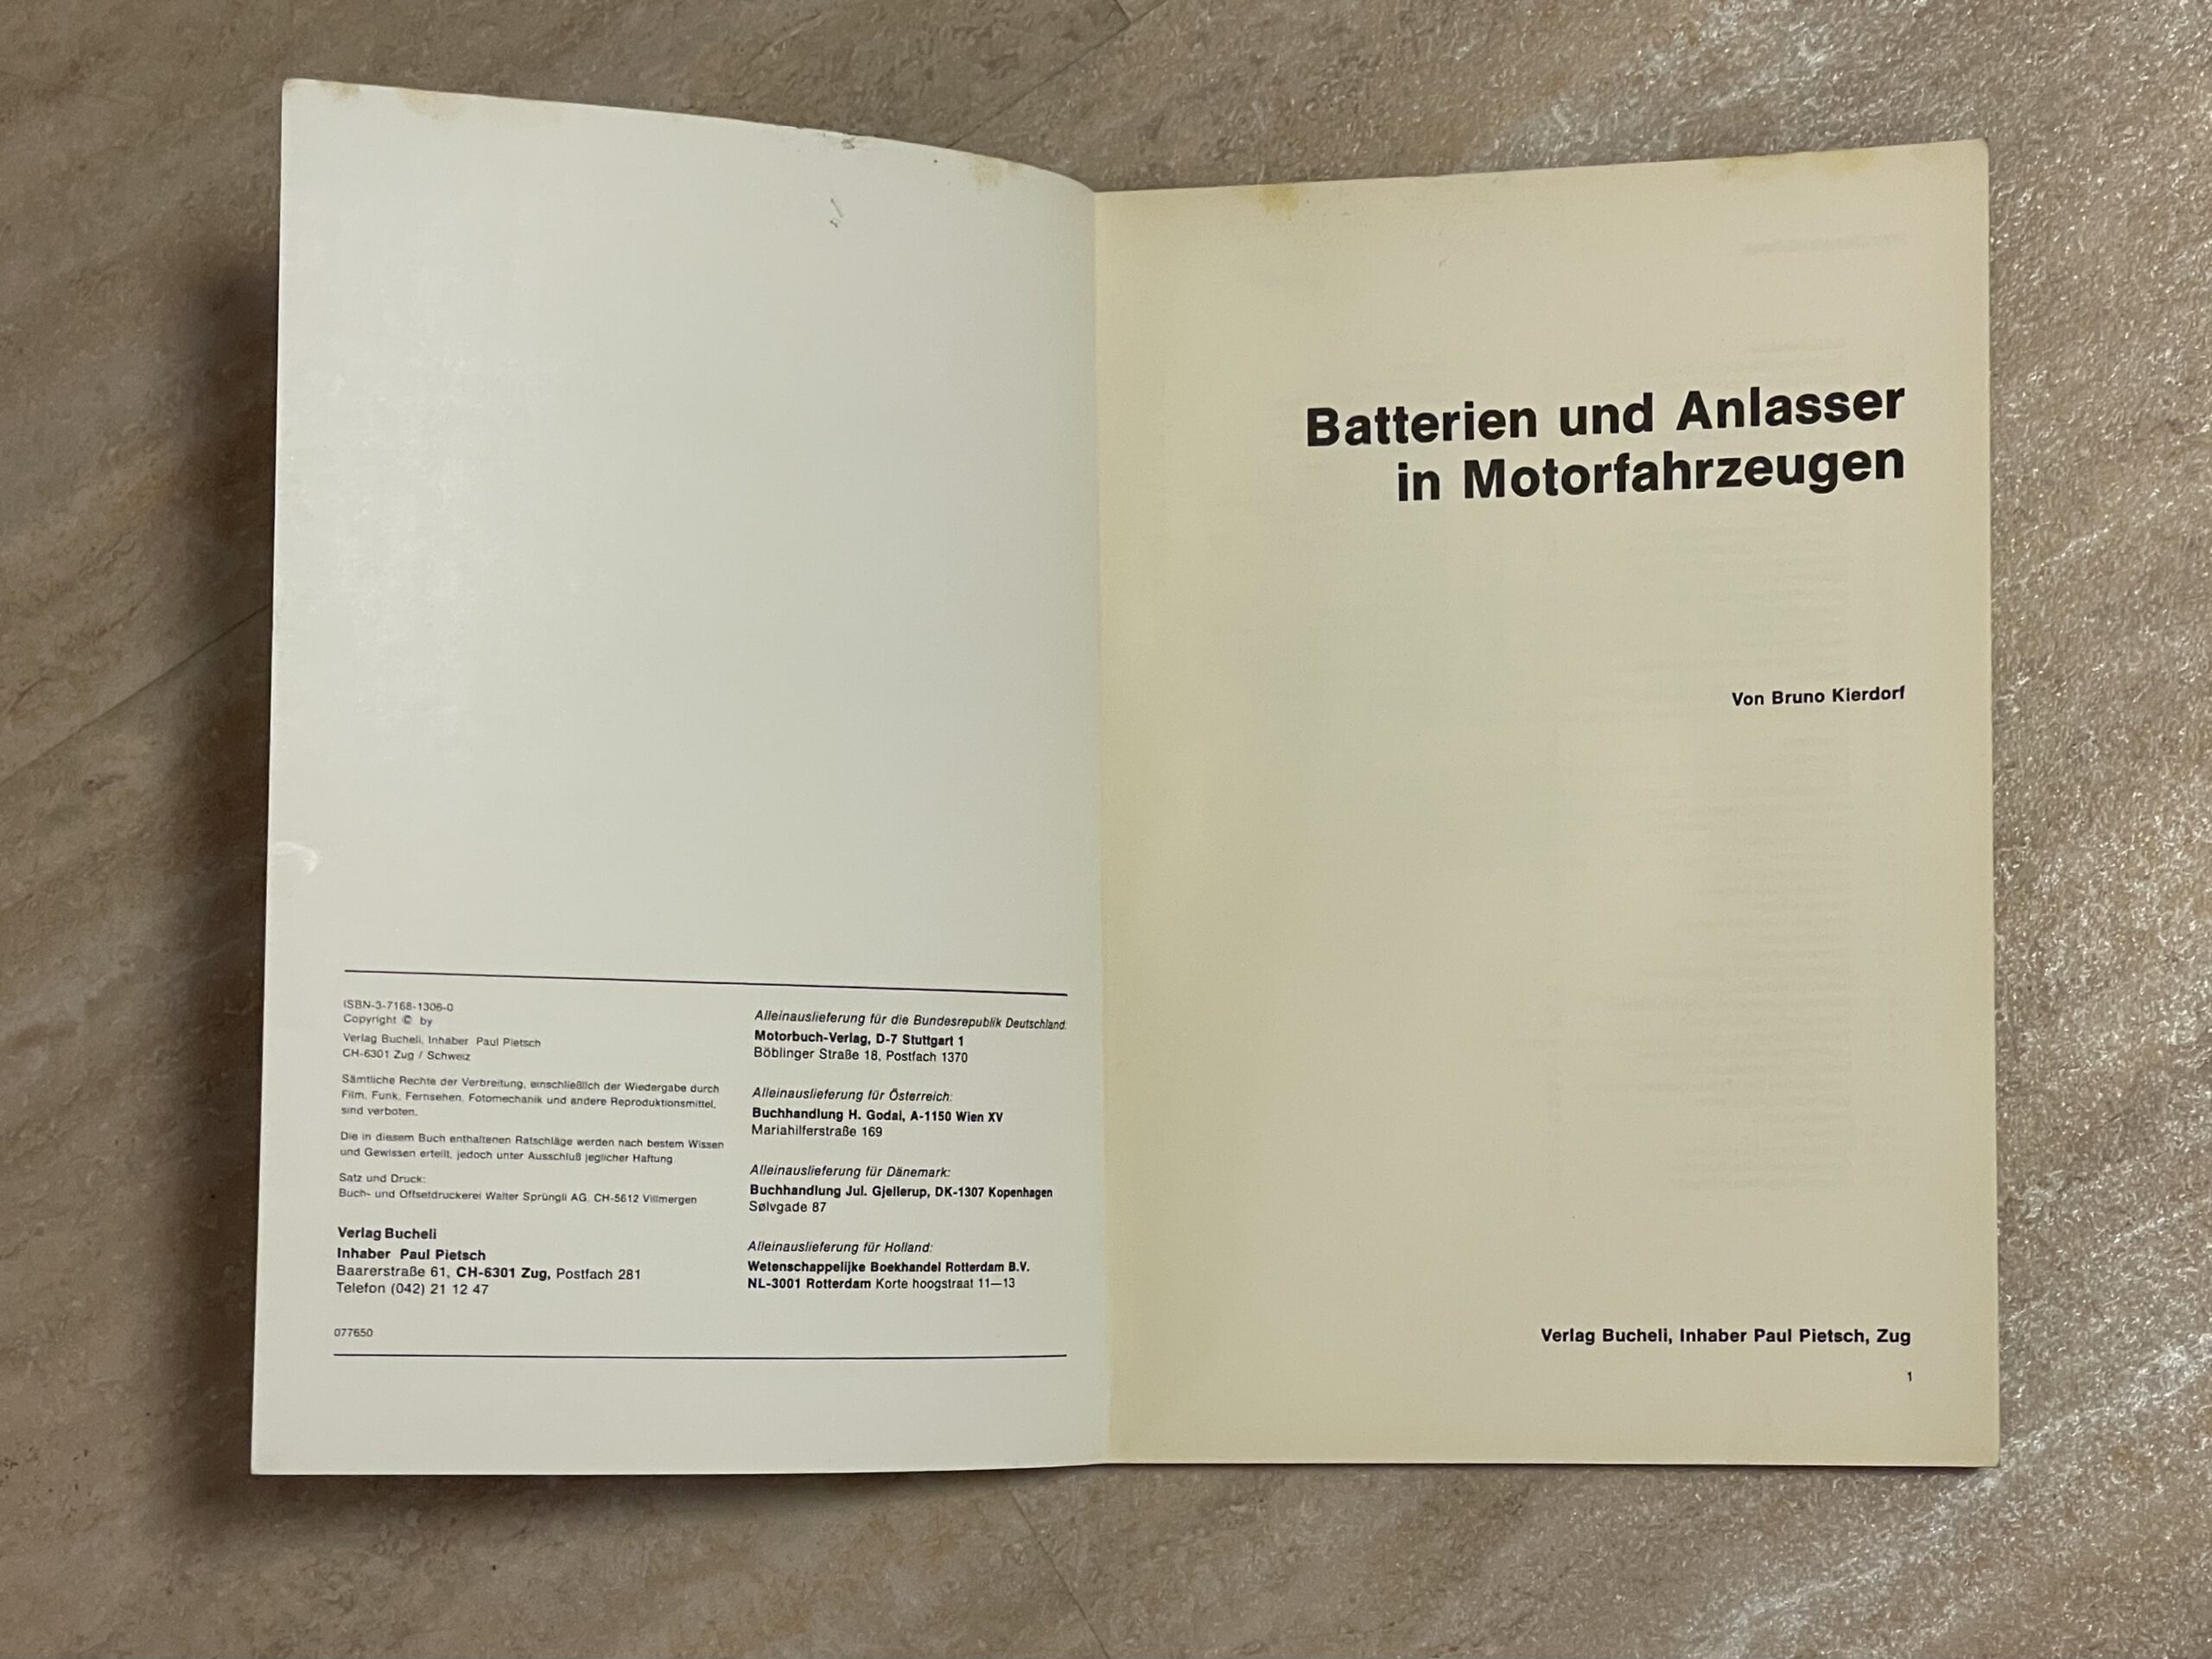 ISBN-3-7168-1306-0
Copyright © by
Verlag Bucheli, Inhaber Paul Pietsch
CH-6301 Zug / Schweiz
Sämtliche Rechte der Verbreitung, einschließlich der Wiedergabe durch
Film, Funk, Fernsehen, Fotomechanik und andere Reproduktionsmittel,
sind verboten.
Die in diesem Buch enthaltenen Ratschläge werden nach bestem Wissen
und Gewissen erteilt, jedoch unter Ausschluß jeglicher Haftung.
Satz und Druck:
Buch- und Offsetdruckerei Walter Sprüngli AG, CH-5612 Villmergen
Verlag Bucheli
Inhaber Paul Pietsch
Baarerstraße 61, CH-6301 Zug, Postfach 281
Telefon (042) 21 12 47
077650
Alleinauslieferung für die Bundesrepublik Deutschland:
Motorbuch-Verlag, D-7 Stuttgart 1
Böblinger Straße 18, Postfach 1370
Alleinauslieferung für Österreich:
Buchhandlung H. Godai, A-1150 Wien XV
Mariahilferstraße 169
Alleinauslieferung für Dänemark:
Buchhandlung Jul. Gjellerup, DK-1307 Kopenhagen
Sølvgade 87
Alleinauslieferung für Holland:
Wetenschappelijke Boekhandel Rotterdam B.V.
NL-3001 Rotterdam Korte hoogstraat 11—13
Batterien und Anlasser
in Motorfahrzeugen
Von Bruno Kierdorf
Verlag Bucheli, Inhaber Paul Pietsch, Zug
1